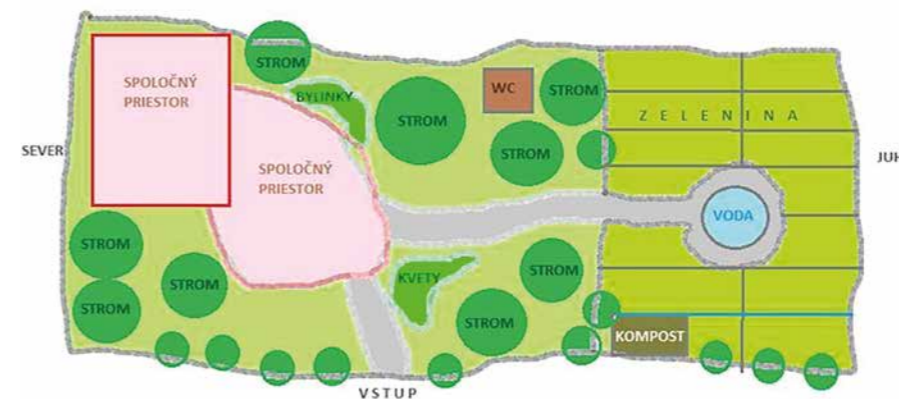 SPOLOČNÝ
PRIESTOR
STROM
BYLINKY
WC
STROM
STROM
ZELENINA
STROM
SEVER
SPOLOČNÝ
PRIESTOR
JUH
VODA
STROM
STROM
KVETY
STROM
STROM
STROM
STROM
KOMPOST
VSTUP